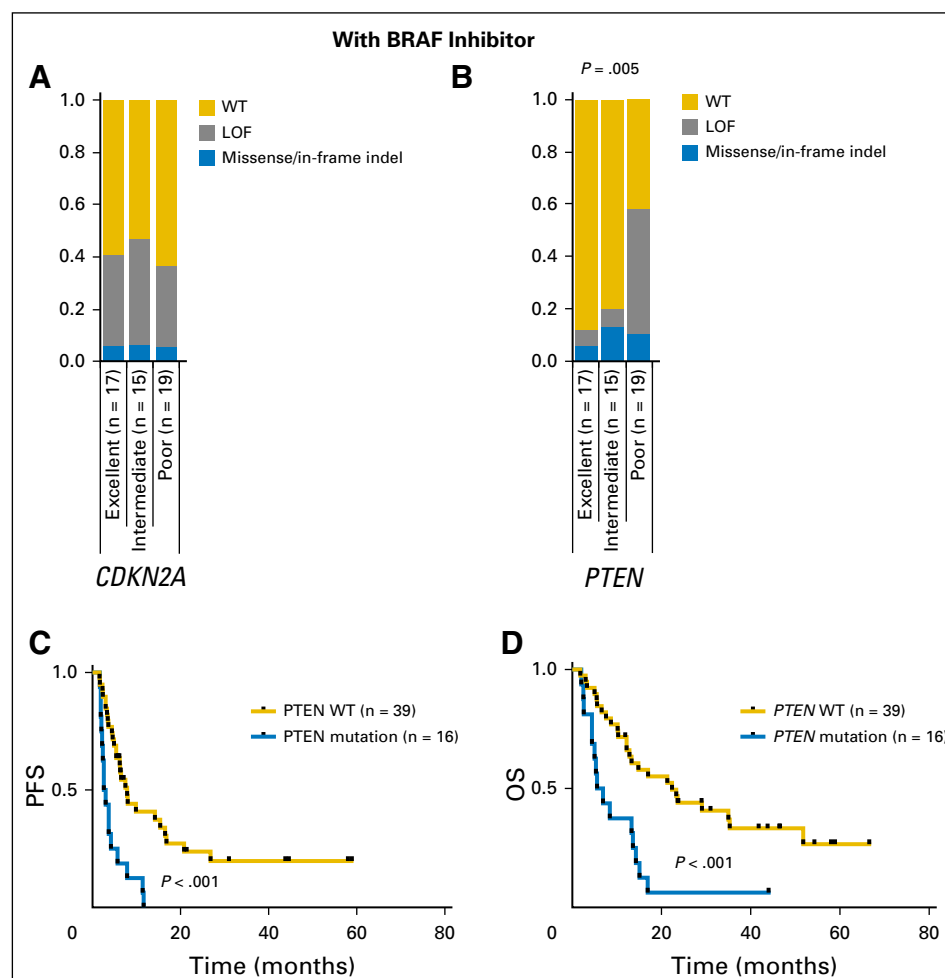 With BRAF Inhibitor
A
1.0
0.8
0.6
0.4
0.2
0.0
WT
LOF
Missense/in-frame indel
Excellent (n = 17)
Intermediate (n = 15)
Poor (n = 19)
CDKN2A
B
P = .005
1.0
0.8
0.6
0.4
0.2
0.0
WT
LOF
Missense/in-frame indel
Excellent (n = 17)
Intermediate (n = 15)
Poor (n = 19)
PTEN
C
1.0
0.5
PFS
PTEN WT (n = 39)
PTEN mutation (n = 16)
P < .001
0 20 40 60 80
Time (months)
D
1.0
0.5
OS
PTEN WT (n = 39)
PTEN mutation (n = 16)
P < .001
0 20 40 60 80
Time (months)